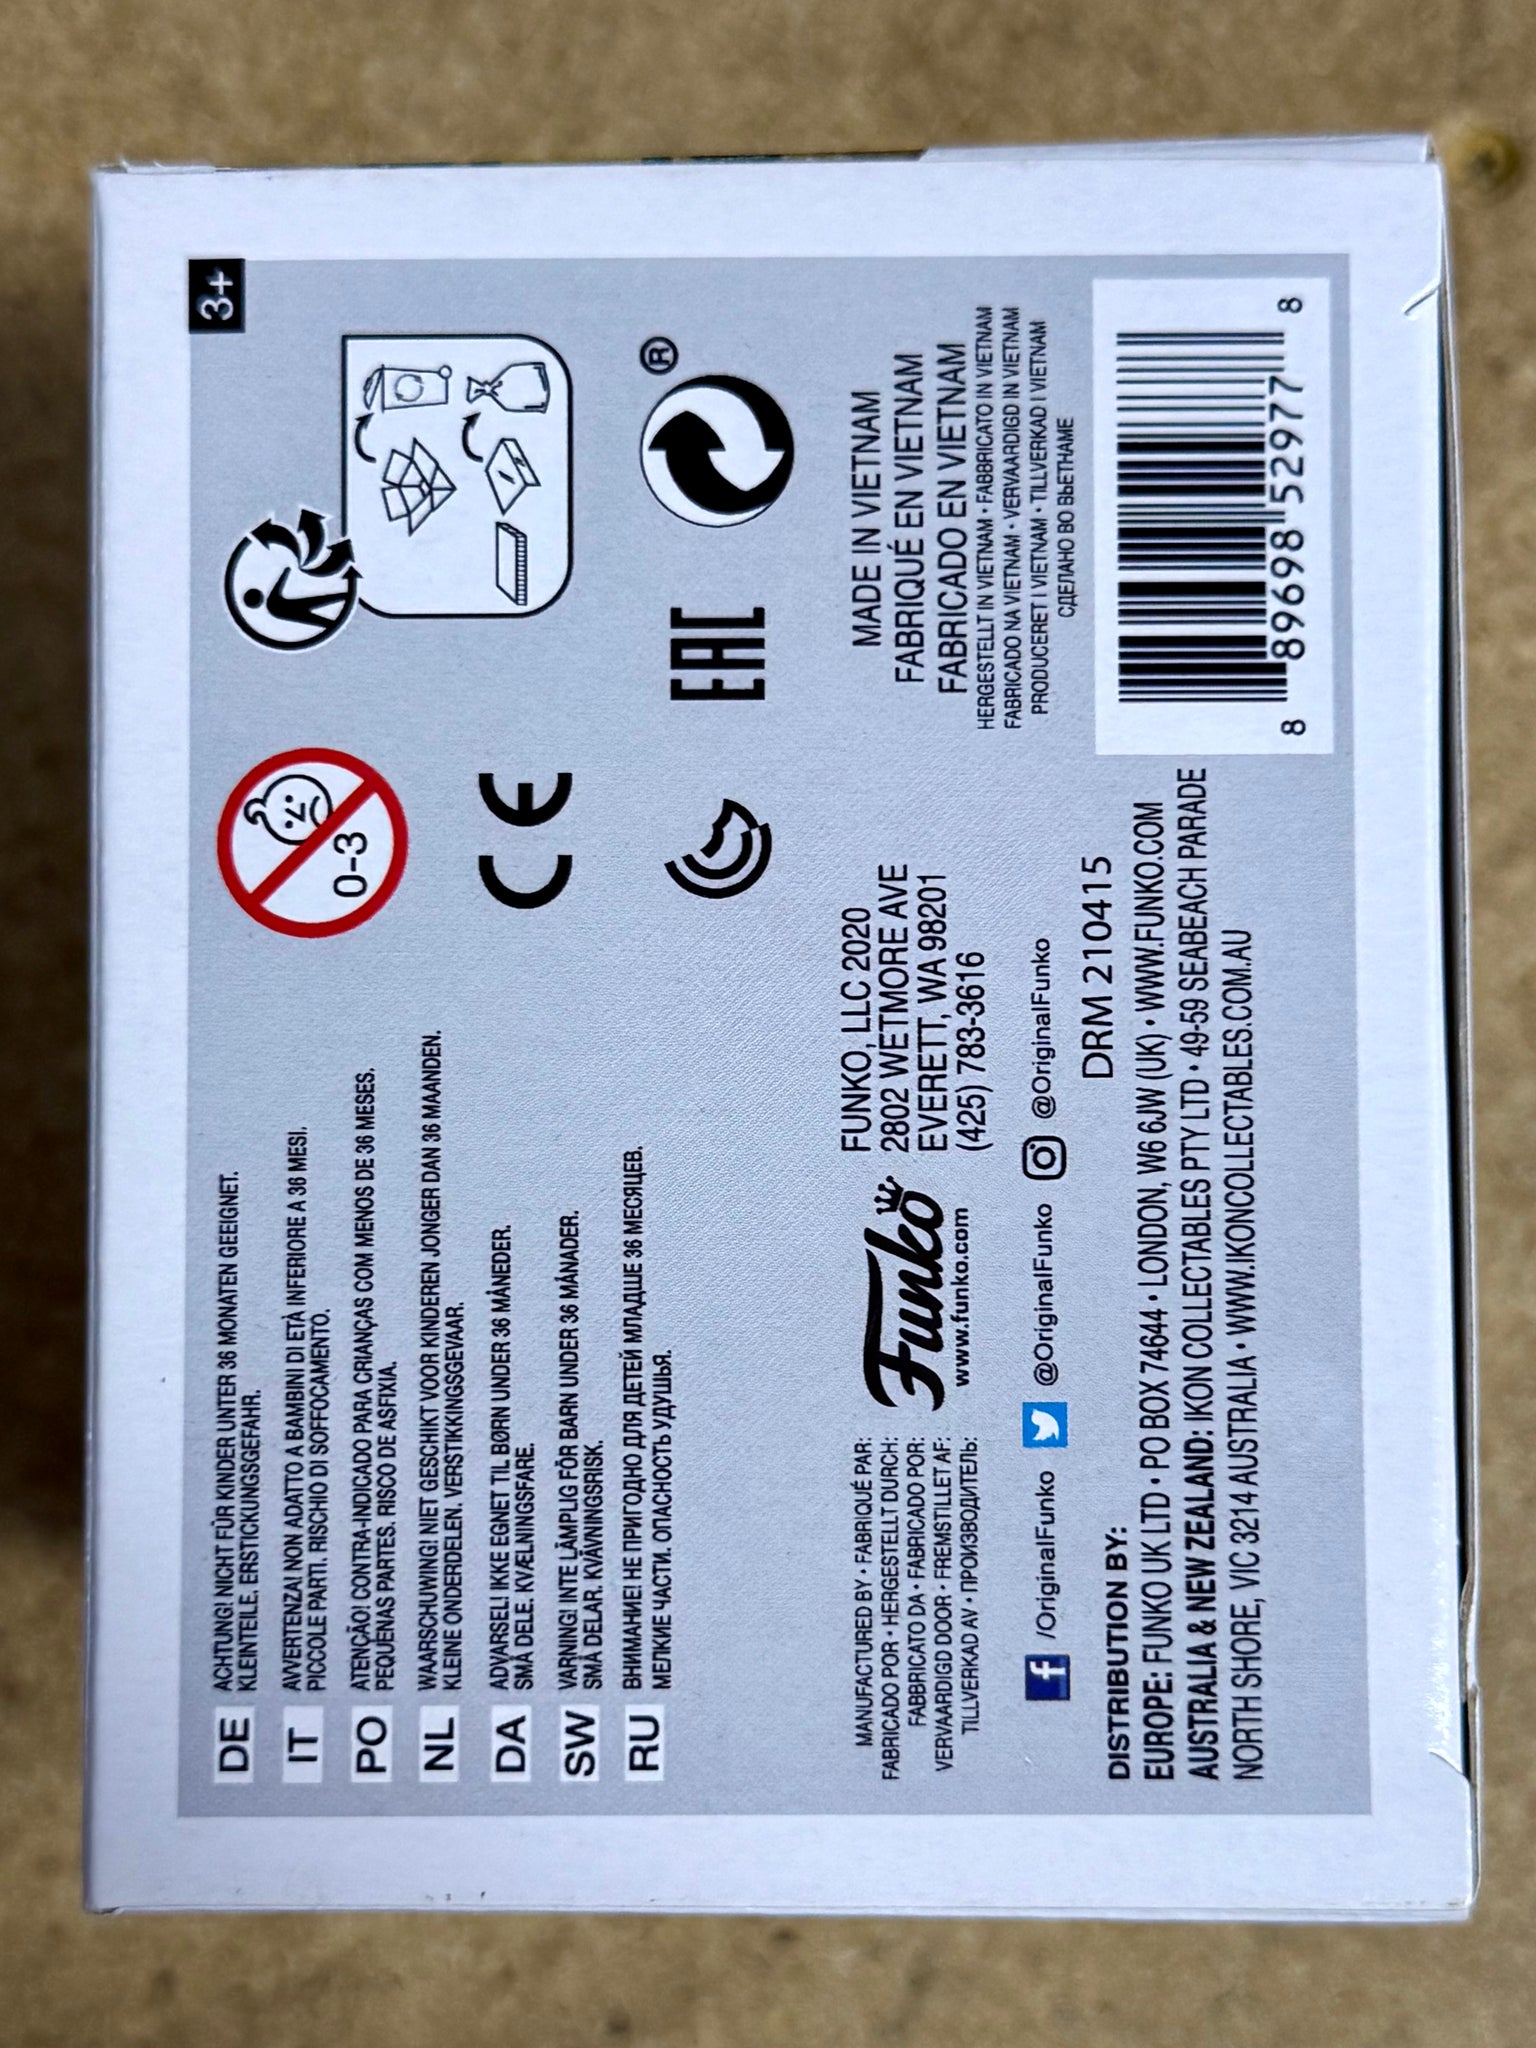 3+
DE
ACHTUNG! NICHT FÜR KINDER UNTER 36 MONATEN GEEIGNET.
KLEINTEILE. ERSTICKUNGSGEFAHR.
IT
AVVERTENZA! NON ADATTO A BAMBINI DI ETÀ INFERIORE A 36 MESI.
PICCOLE PARTI. RISCHIO DI SOFFOCAMENTO.
PO
ATENÇÃO! CONTRA-INDICADO PARA CRIANÇAS COM MENOS DE 36 MESES.
PEQUENAS PARTES. RISCO DE ASFIXIA.
NL
WAARSCHUWING! NIET GESCHIKT VOOR KINDEREN JONGER DAN 36 MAANDEN.
KLEINE ONDERDELEN. VERSTIKKINGSGEVAAR.
DA
ADVARSEL! IKKE EGNET TIL BØRN UNDER 36 MÅNEDER.
SMÅ DELE. KVÆLNINGSFARE.
SW
VARNING! INTE LÄMPLIG FÖR BARN UNDER 36 MÅNADER.
SMÅ DELAR. KVÄVNINGSRISK.
RU
ВНИМАНИЕ! НЕ ПРИГОДНО ДЛЯ ДЕТЕЙ МЛАДШЕ 36 МЕСЯЦЕВ.
МЕЛКИЕ ЧАСТИ. ОПАСНОСТЬ УДУШЬЯ.
0-3
CE
EAC
®
MANUFACTURED BY • FABRIQUÉ PAR:
FABRICADO POR • HERGESTELLT DURCH:
FABBRICATO DA • FABRICADO POR:
VERVAARDIGD DOOR • FREMSTILLET AF:
TILLVERKAD AV • ПРОИЗВОДИТЕЛЬ:
Funko
www.funko.com
FUNKO, LLC 2020
2802 WETMORE AVE
EVERETT, WA 98201
(425) 783-3616
MADE IN VIETNAM
FABRIQUÉ EN VIETNAM
FABRICADO EN VIETNAM
HERGESTELLT IN VIETNAM • FABBRICATO IN VIETNAM
FABRICADO NA VIETNAM • VERVAARDIGD IN VIETNAM
PRODUCERET I VIETNAM • TILLVERKAD I VIETNAM
СДЕЛАНО ВО ВЬЕТНАМЕ
f /OriginalFunko @OriginalFunko @OriginalFunko
DRM 210415
DISTRIBUTION BY:
EUROPE: FUNKO UK LTD • PO BOX 74644 • LONDON, W6 6JW (UK) • WWW.FUNKO.COM
AUSTRALIA & NEW ZEALAND: IKON COLLECTABLES PTY LTD • 49-59 SEABEACH PARADE
NORTH SHORE, VIC 3214 AUSTRALIA • WWW.IKONCOLLECTABLES.COM.AU
8 89698 52977 8